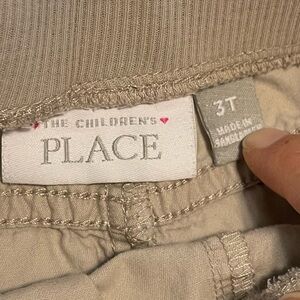 THE CHILDREN'S
PLACE
3T
MADE IN
BANGLADESH